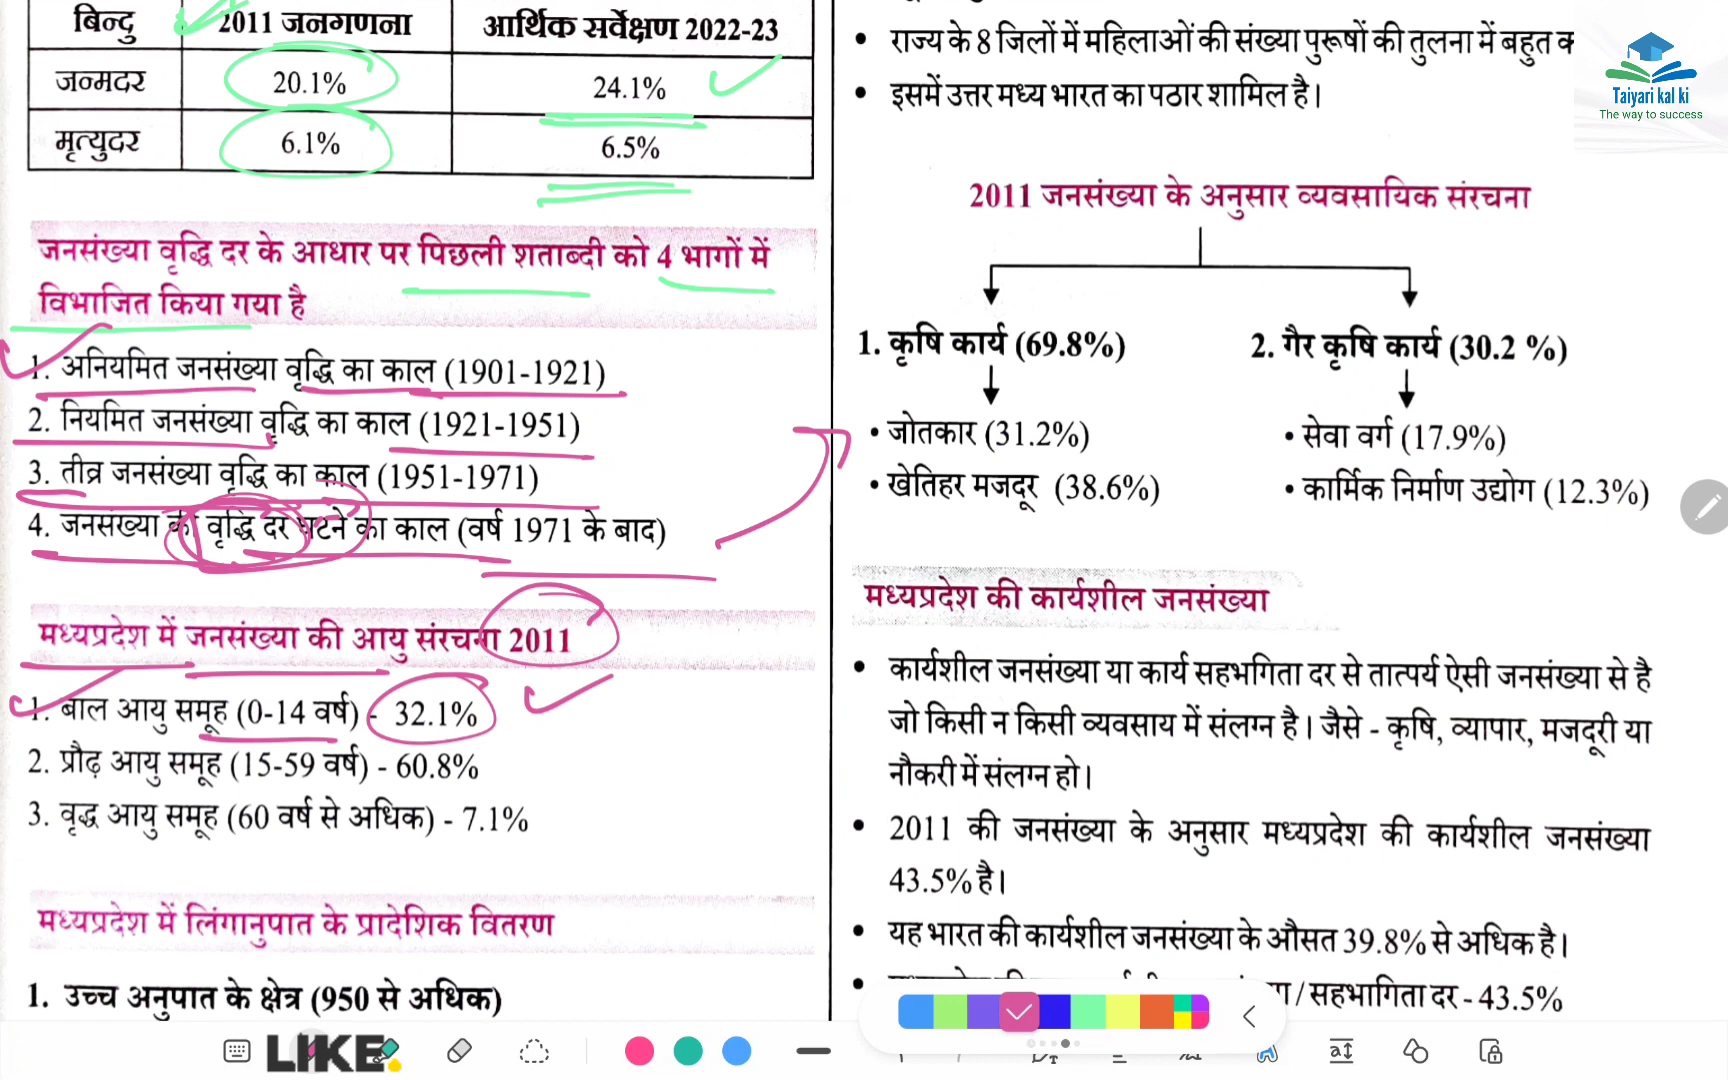 बिन्दु 2011 जनगणना आर्थिक सर्वेक्षण 2022-23
जन्मदर 20.1% 24.1%
मृत्युदर 6.1% 6.5%
जनसंख्या वृद्धि दर के आधार पर पिछली शताब्दी को 4 भागों में
विभाजित किया गया है
1. अनियमित जनसंख्या वृद्धि का काल (1901-1921)
2. नियमित जनसंख्या वृद्धि का काल (1921-1951)
3. तीव्र जनसंख्या वृद्धि का काल (1951-1971)
4. जनसंख्या की वृद्धि दर घटने का काल (वर्ष 1971 के बाद)
मध्यप्रदेश में जनसंख्या की आयु संरचना 2011
1. बाल आयु समूह (0-14 वर्ष) - 32.1%
2. प्रौढ़ आयु समूह (15-59 वर्ष) - 60.8%
3. वृद्ध आयु समूह (60 वर्ष से अधिक) - 7.1%
मध्यप्रदेश में लिंगानुपात के प्रादेशिक वितरण
1. उच्च अनुपात के क्षेत्र (950 से अधिक)
• राज्य के 8 जिलों में महिलाओं की संख्या पुरूषों की तुलना में बहुत
• इसमें उत्तर मध्य भारत का पठार शामिल है।
Taiyari kal ki
The way to success
2011 जनसंख्या के अनुसार व्यवसायिक संरचना
1. कृषि कार्य (69.8%) 2. गैर कृषि कार्य (30.2 %)
• जोतकार (31.2%) • सेवा वर्ग (17.9%)
• खेतिहर मजदूर (38.6%) • कार्मिक निर्माण उद्योग (12.3%)
मध्यप्रदेश की कार्यशील जनसंख्या
• कार्यशील जनसंख्या या कार्य सहभगिता दर से तात्पर्य ऐसी जनसंख्या से है
जो किसी न किसी व्यवसाय में संलग्न है। जैसे - कृषि, व्यापार, मजदूरी या
नौकरी में संलग्न हो।
• 2011 की जनसंख्या के अनुसार मध्यप्रदेश की कार्यशील जनसंख्या
43.5% है।
• यह भारत की कार्यशील जनसंख्या के औसत 39.8% से अधिक है।
/ सहभागिता दर - 43.5%
LIKE